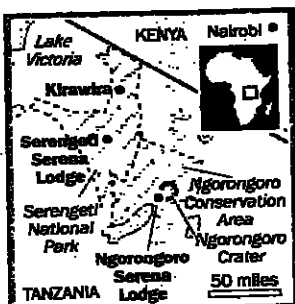 Lake
Victoria
KENYA
Nairobi
Kirawira
Serengeti
Serena
Lodge
Serengeti
National
Park
Ngorongoro
Conservation
Area
Ngorongoro
Crater
Ngorongoro
Serena
Lodge
TANZANIA
50 miles